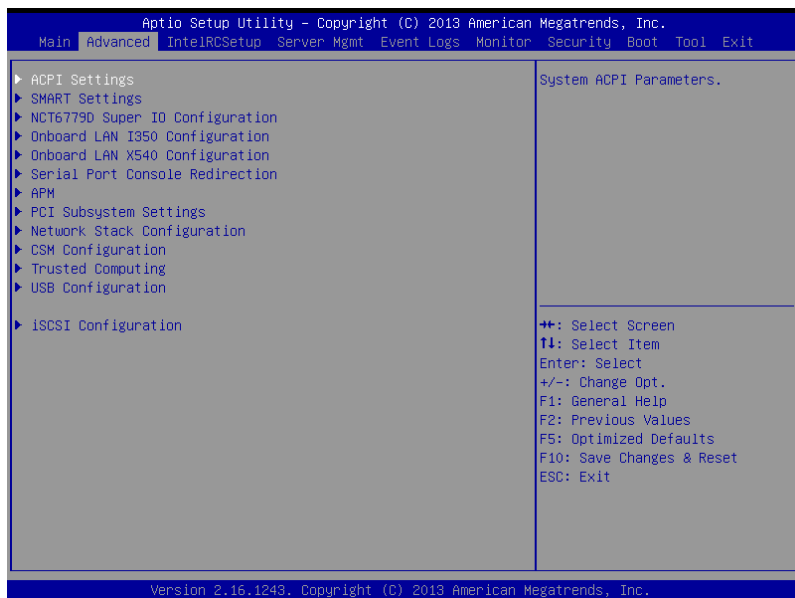 Aptio Setup Utility – Copyright (C) 2013 American Megatrends, Inc.
Main Advanced IntelRCSetup Server Mgmt Event Logs Monitor Security Boot Tool Exit
▶ ACPI Settings
▶ SMART Settings
▶ NCT6779D Super IO Configuration
▶ Onboard LAN I350 Configuration
▶ Onboard LAN X540 Configuration
▶ Serial Port Console Redirection
▶ APM
▶ PCI Subsystem Settings
▶ Network Stack Configuration
▶ CSM Configuration
▶ Trusted Computing
▶ USB Configuration
▶ iSCSI Configuration
System ACPI Parameters.
→←: Select Screen
↑↓: Select Item
Enter: Select
+/-: Change Opt.
F1: General Help
F2: Previous Values
F5: Optimized Defaults
F10: Save Changes & Reset
ESC: Exit
Version 2.16.1243. Copyright (C) 2013 American Megatrends, Inc.